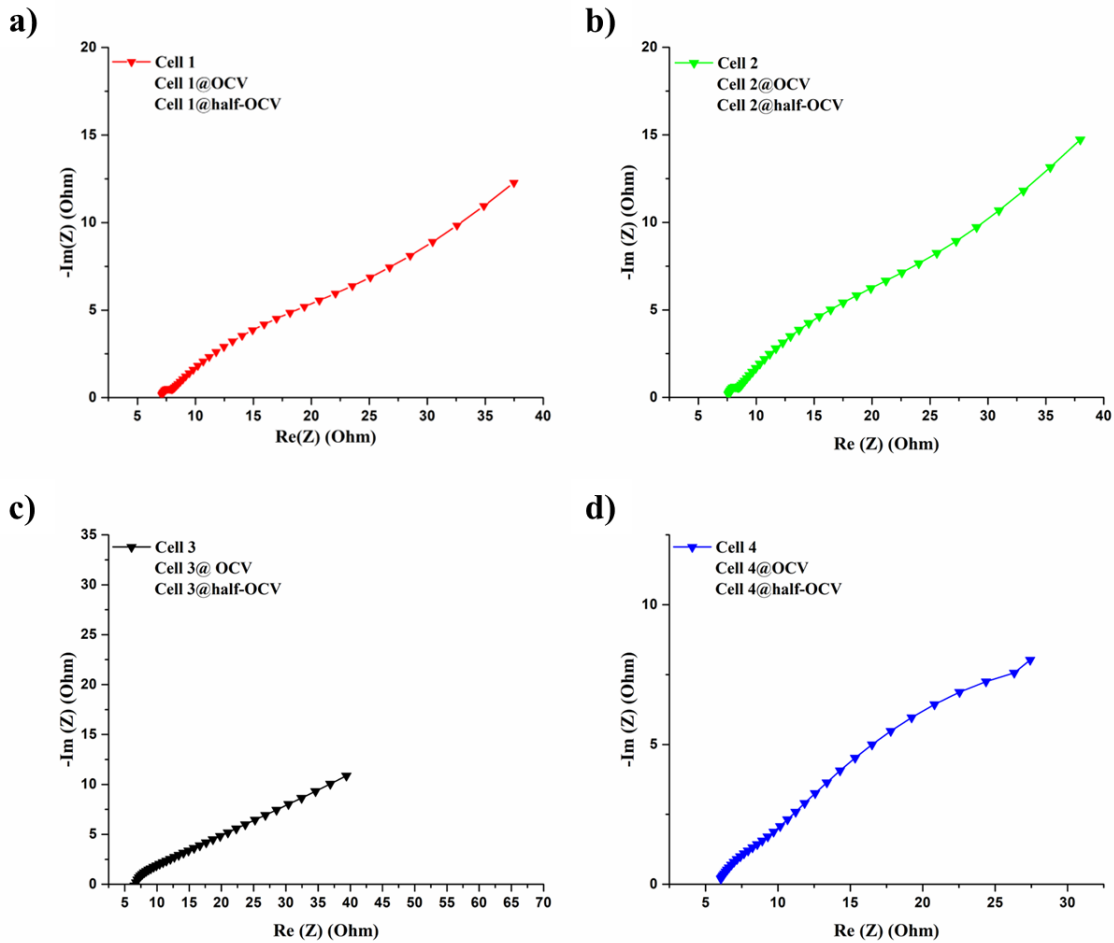 a)
20
15
10
5
0
-Im(Z) (Ohm)
Cell 1
Cell 1@OCV
Cell 1@half-OCV
5 10 15 20 25 30 35 40
Re(Z) (Ohm)
b)
20
15
10
5
0
-Im (Z) (Ohm)
Cell 2
Cell 2@OCV
Cell 2@half-OCV
5 10 15 20 25 30 35 40
Re (Z) (Ohm)
c)
35
30
25
20
15
10
5
0
-Im (Z) (Ohm)
Cell 3
Cell 3@ OCV
Cell 3@half-OCV
5 10 15 20 25 30 35 40 45 50 55 60 65 70
Re (Z) (Ohm)
d)
10
5
0
-Im (Z) (Ohm)
Cell 4
Cell 4@OCV
Cell 4@half-OCV
5 10 15 20 25 30
Re (Z) (Ohm)